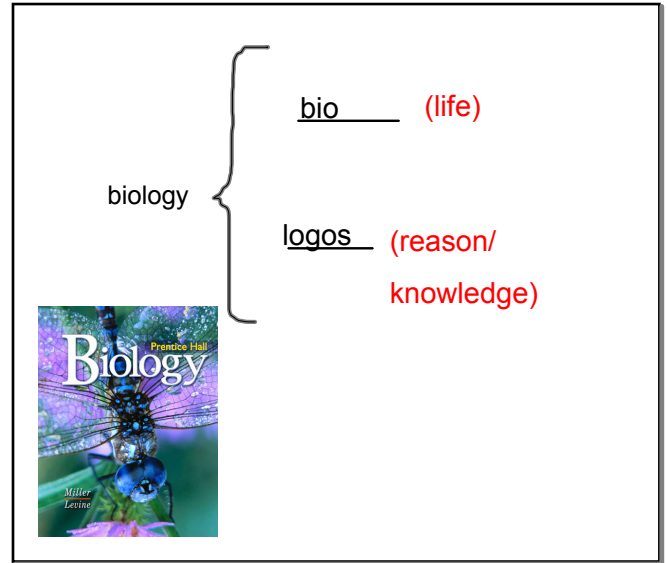 bio (life)
biology
logos (reason/
knowledge)
Prentice Hall
Biology
Miller
Levine